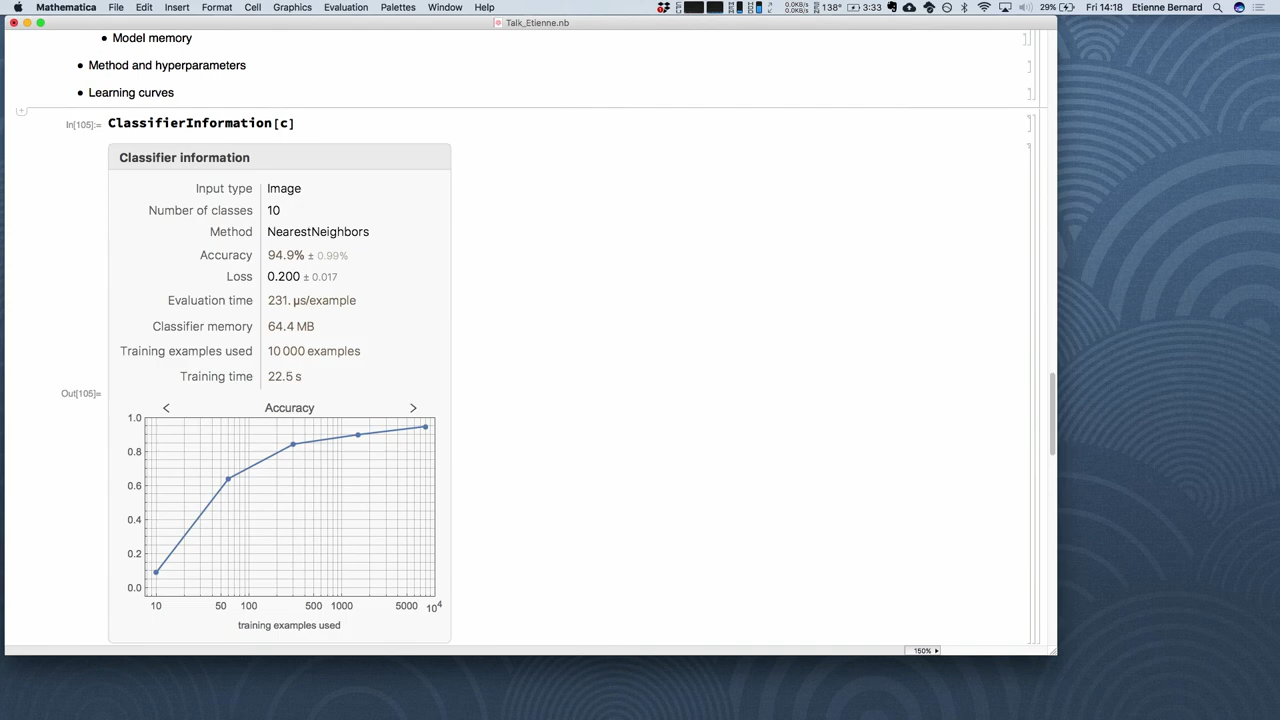 Mathematica File Edit Insert Format Cell Graphics Evaluation Palettes Window Help 0.0KB/s 0.0KB/s 138° 3:33 29% Fri 14:18 Etienne Bernard
Talk_Etienne.nb
• Model memory
• Method and hyperparameters
• Learning curves
In[105]:= ClassifierInformation[c]
Classifier information
Input type Image
Number of classes 10
Method NearestNeighbors
Accuracy 94.9% ± 0.99%
Loss 0.200 ± 0.017
Evaluation time 231. μs/example
Classifier memory 64.4 MB
Training examples used 10 000 examples
Training time 22.5 s
Out[105]=
< Accuracy >
1.0
0.8
0.6
0.4
0.2
0.0
10 50 100 500 1000 5000 10⁴
training examples used
150%